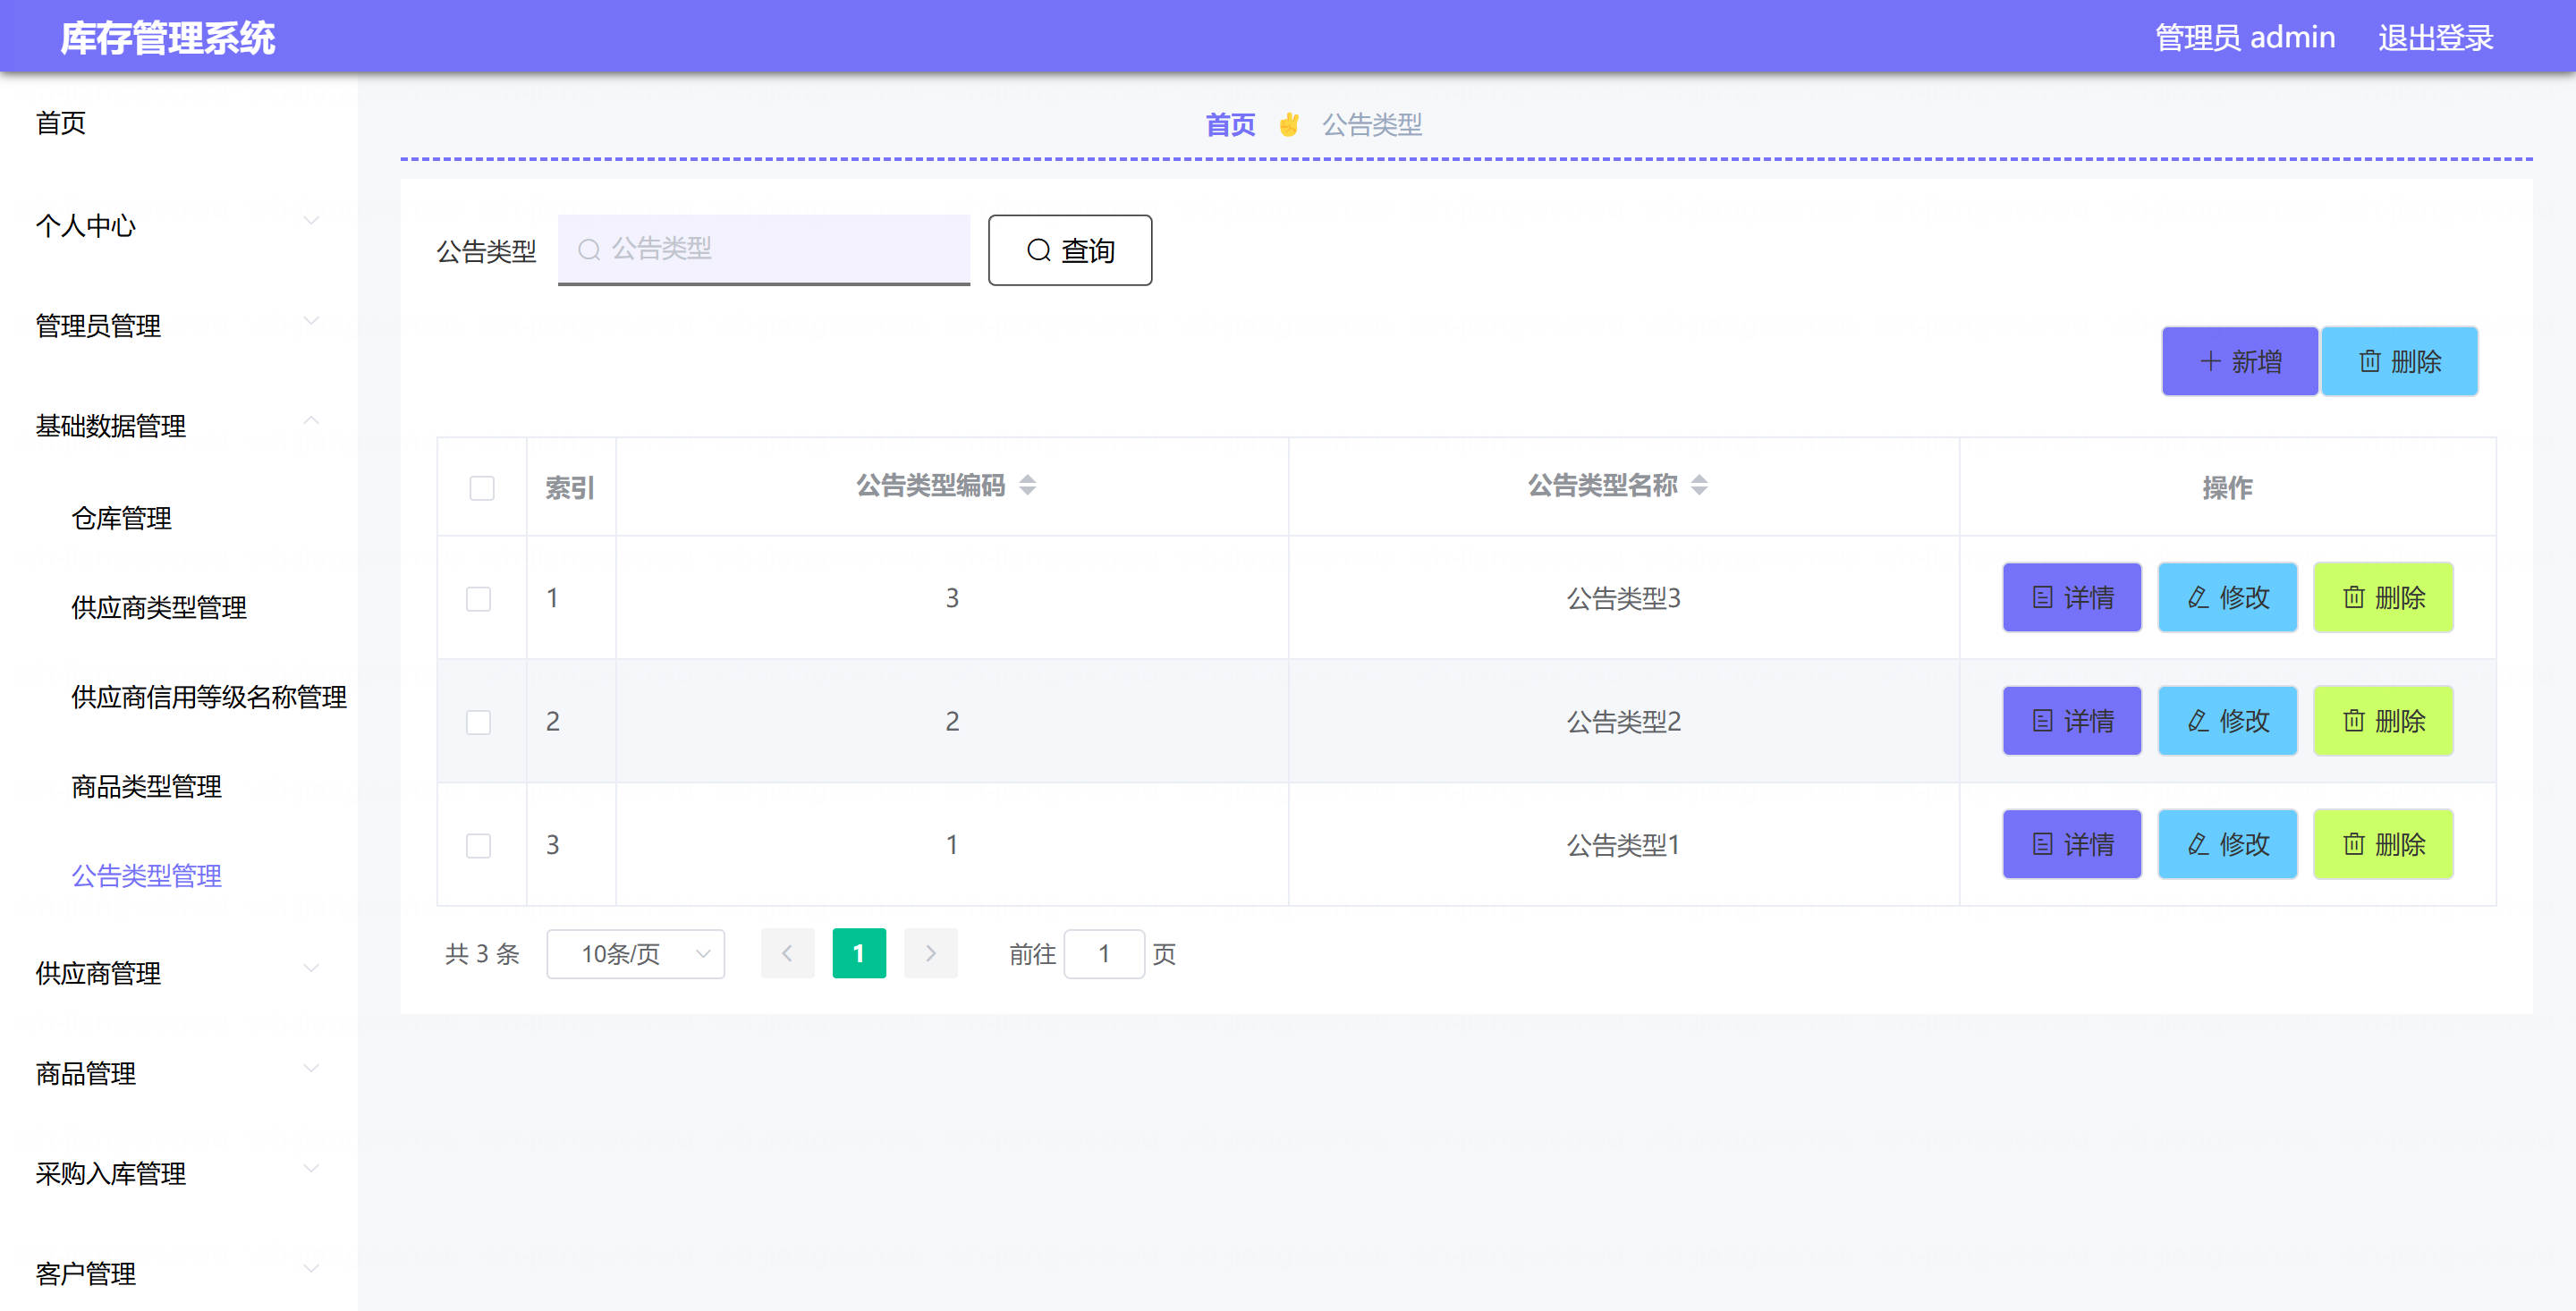 库存管理系统
管理员 admin 退出登录
首页
个人中心
管理员管理
基础数据管理
仓库管理
供应商类型管理
供应商信用等级名称管理
商品类型管理
公告类型管理
供应商管理
商品管理
采购入库管理
客户管理
首页 公告类型
公告类型 公告类型 查询
新增 删除
索引 公告类型编码 公告类型名称 操作
1 3 公告类型3 详情 修改 删除
2 2 公告类型2 详情 修改 删除
3 1 公告类型1 详情 修改 删除
共 3 条 10条/页 1 前往 1 页